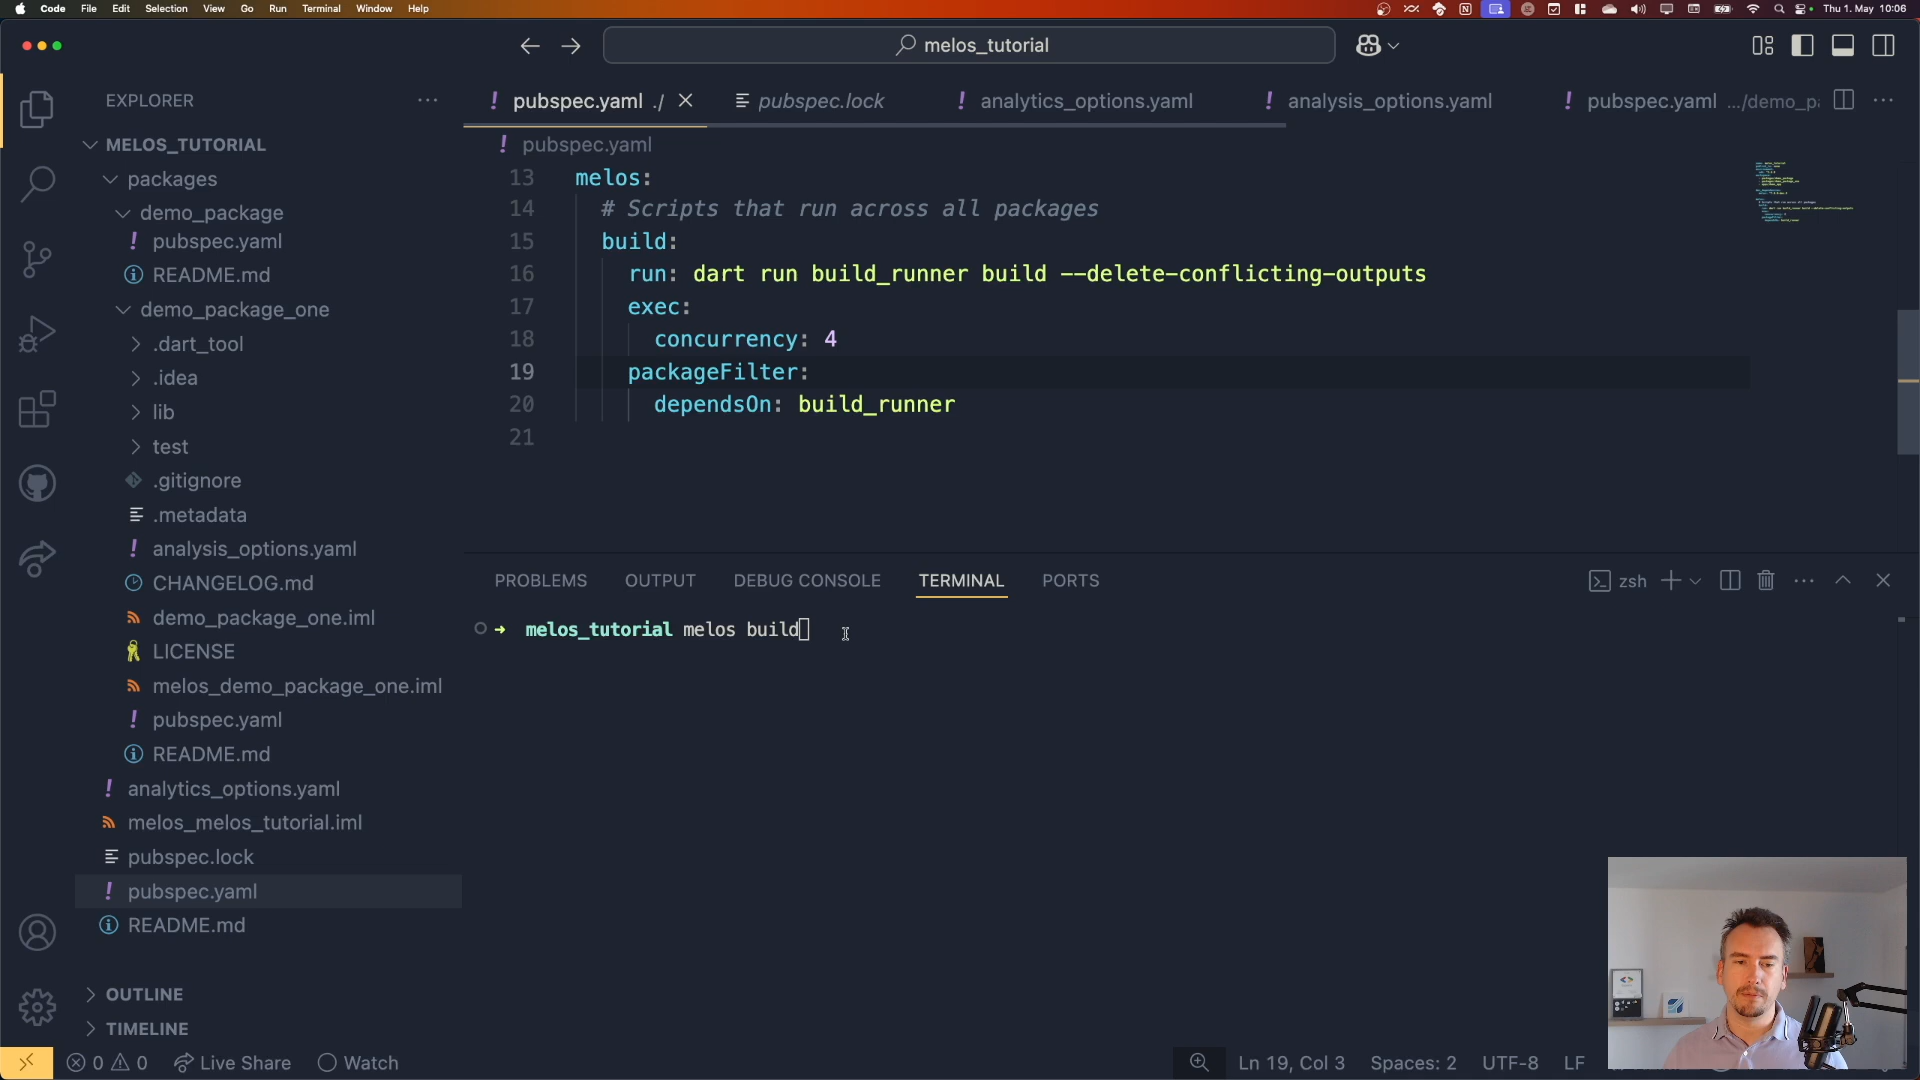 Code File Edit Selection View Go Run Terminal Window Help
Thu 1. May 10:06
melos_tutorial
EXPLORER
MELOS_TUTORIAL
packages
demo_package
pubspec.yaml
README.md
demo_package_one
.dart_tool
.idea
lib
test
.gitignore
.metadata
analysis_options.yaml
CHANGELOG.md
demo_package_one.iml
LICENSE
melos_demo_package_one.iml
pubspec.yaml
README.md
analytics_options.yaml
melos_melos_tutorial.iml
pubspec.lock
pubspec.yaml
README.md
OUTLINE
TIMELINE
pubspec.yaml ./ pubspec.lock analytics_options.yaml analysis_options.yaml pubspec.yaml .../demo_pa
pubspec.yaml
13 melos:
14 # Scripts that run across all packages
15 build:
16 run: dart run build_runner build --delete-conflicting-outputs
17 exec:
18 concurrency: 4
19 packageFilter:
20 dependsOn: build_runner
21
PROBLEMS OUTPUT DEBUG CONSOLE TERMINAL PORTS
zsh
melos_tutorial melos build
0 0 Live Share Watch
Ln 19, Col 3 Spaces: 2 UTF-8 LF